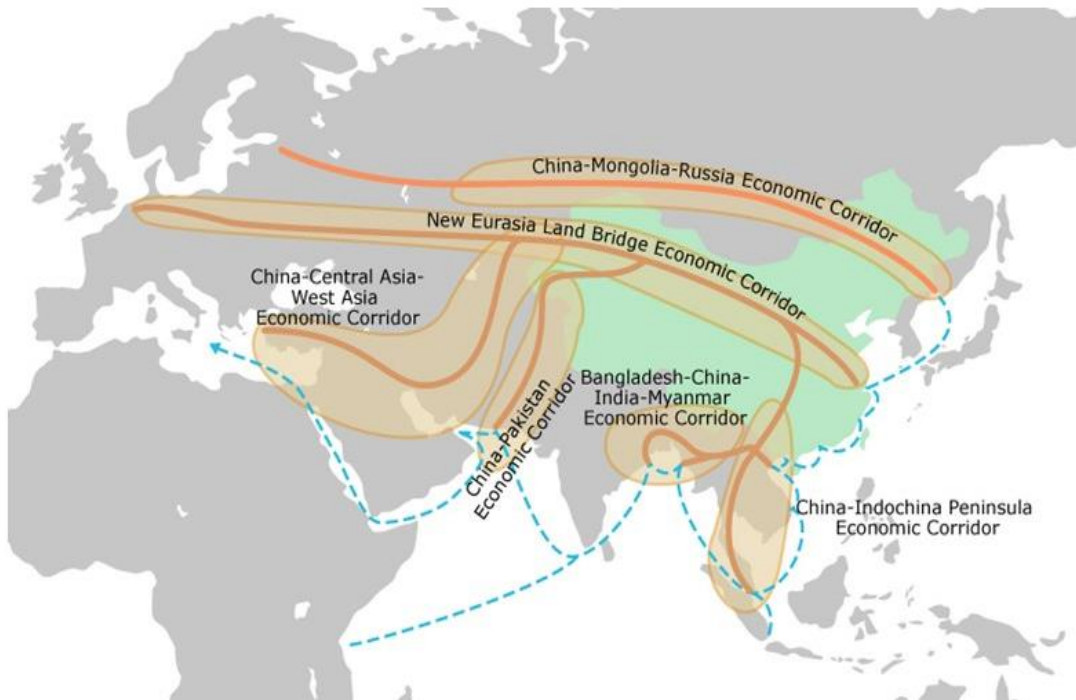 China-Mongolia-Russia Economic Corridor
New Eurasia Land Bridge Economic Corridor
China-Central Asia-
West Asia
Economic Corridor
China-Pakistan
Economic Corridor
Bangladesh-China-
India-Myanmar
Economic Corridor
China-Indochina Peninsula
Economic Corridor